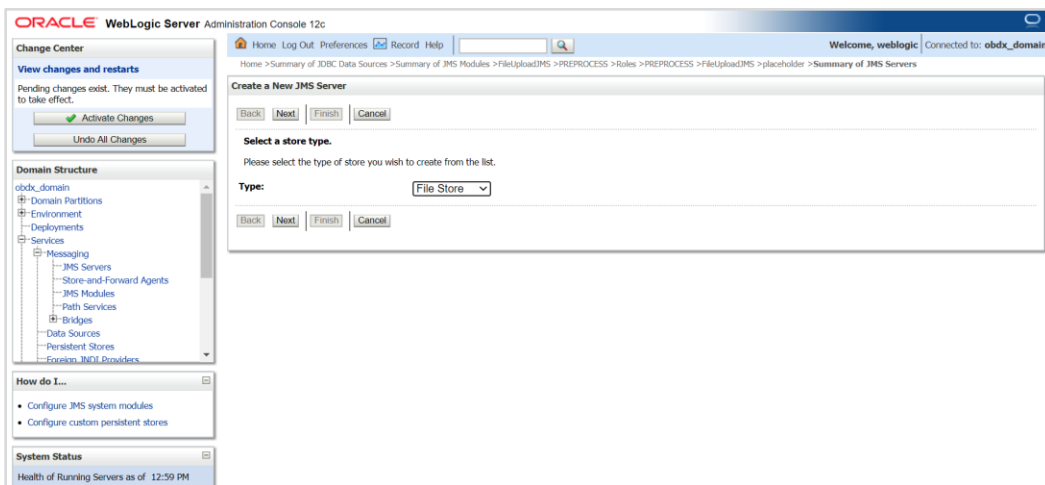 ORACLE WebLogic Server Administration Console 12c
Change Center
View changes and restarts
Pending changes exist. They must be activated
to take effect.
Activate Changes
Undo All Changes
Domain Structure
obdx_domain
Domain Partitions
Environment
Deployments
Services
Messaging
JMS Servers
Store-and-Forward Agents
JMS Modules
Path Services
Bridges
Data Sources
Persistent Stores
Foreign JNDI Providers
How do I...
Configure JMS system modules
Configure custom persistent stores
System Status
Health of Running Servers as of 12:59 PM
Home Log Out Preferences Record Help
Welcome, weblogic Connected to: obdx_domain
Home >Summary of JDBC Data Sources >Summary of JMS Modules >FileUploadJMS >PREPROCESS >Roles >PREPROCESS >FileUploadJMS >placeholder >Summary of JMS Servers
Create a New JMS Server
Back Next Finish Cancel
Select a store type.
Please select the type of store you wish to create from the list.
Type: File Store
Back Next Finish Cancel